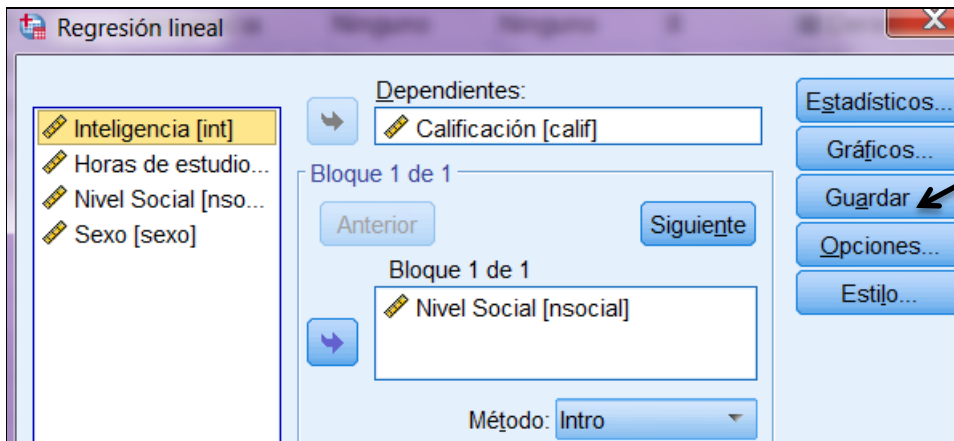 Regresión lineal
Inteligencia [int]
Horas de estudio...
Nivel Social [nso...
Sexo [sexo]
Dependientes:
Calificación [calif]
Bloque 1 de 1
Anterior
Siguiente
Bloque 1 de 1
Nivel Social [nsocial]
Método: Intro
Estadísticos...
Gráficos...
Guardar
Opciones...
Estilo...